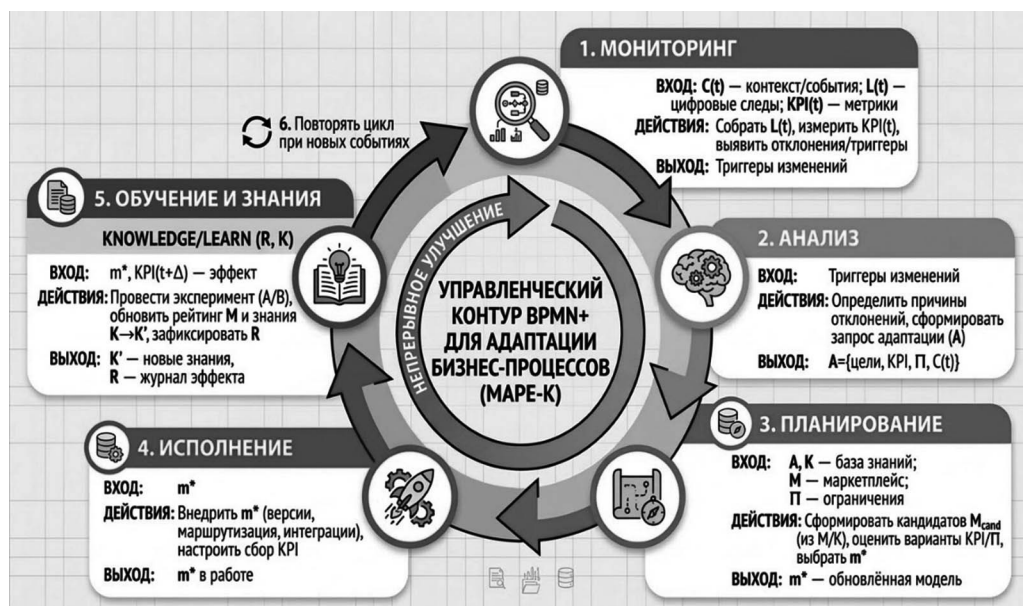 1. МОНИТОРИНГ
ВХОД: C(t) — контекст/события; L(t) —
цифровые следы; KPI(t) — метрики
ДЕЙСТВИЯ: Собрать L(t), измерить KPI(t),
выявить отклонения/триггеры
ВЫХОД: Триггеры изменений
6. Повторять цикл
при новых событиях
5. ОБУЧЕНИЕ И ЗНАНИЯ
KNOWLEDGE/LEARN (R, K)
ВХОД: m*, KPI(t+Δ) — эффект
ДЕЙСТВИЯ: Провести эксперимент (A/B),
обновить рейтинг M и знания
K→K’, зафиксировать R
ВЫХОД: K’ — новые знания,
R — журнал эффекта
2. АНАЛИЗ
ВХОД: Триггеры изменений
ДЕЙСТВИЯ: Определить причины
отклонений, сформировать
запрос адаптации (A)
ВЫХОД: A={цели, KPI, П, C(t)}
НЕПРЕРЫВНОЕ УЛУЧШЕНИЕ
УПРАВЛЕНЧЕСКИЙ
КОНТУР BPMN+
ДЛЯ АДАПТАЦИИ
БИЗНЕС-ПРОЦЕССОВ
(MAPE-K)
3. ПЛАНИРОВАНИЕ
ВХОД: A, K — база знаний;
M — маркетплейс;
П — ограничения
ДЕЙСТВИЯ: Сформировать кандидатов Mcand
(из M/K), оценить варианты KPI/П,
выбрать m*
ВЫХОД: m* — обновлённая модель
4. ИСПОЛНЕНИЕ
ВХОД: m*
ДЕЙСТВИЯ: Внедрить m* (версии,
маршрутизация, интеграции),
настроить сбор KPI
ВЫХОД: m* в работе